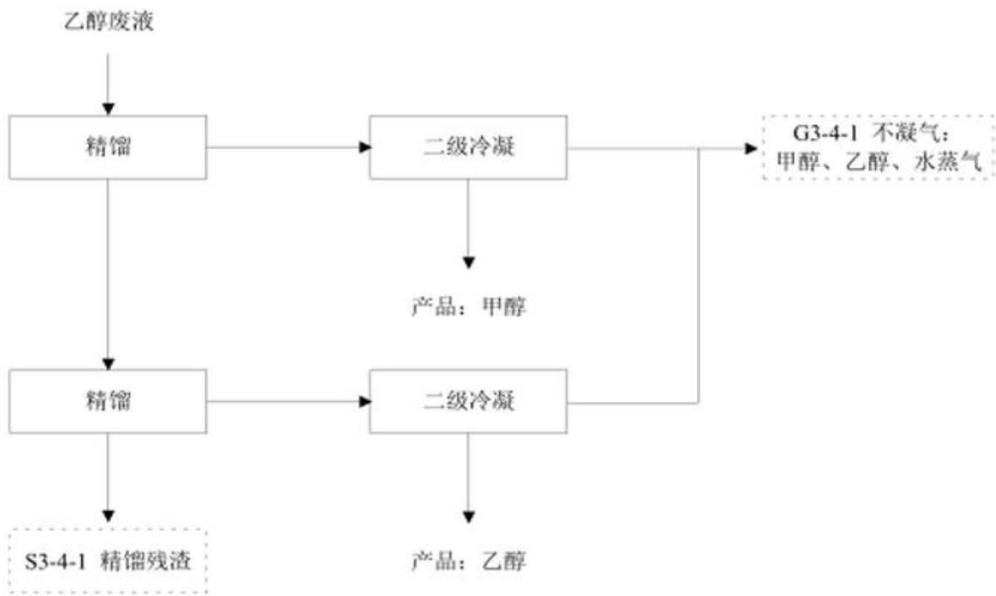 乙醇废液
精馏
二级冷凝
G3-4-1 不凝气：
甲醇、乙醇、水蒸气
产品：甲醇
精馏
二级冷凝
S3-4-1 精馏残渣
产品：乙醇